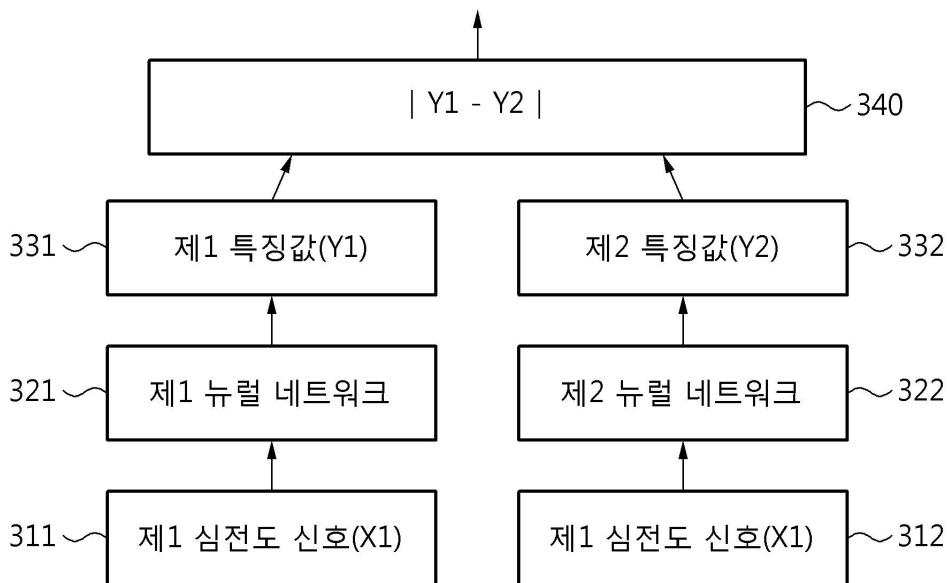 | Y1 - Y2 |
340
331
제1 특징값(Y1)
제2 특징값(Y2)
332
321
제1 뉴럴 네트워크
제2 뉴럴 네트워크
322
311
제1 심전도 신호(X1)
제1 심전도 신호(X1)
312